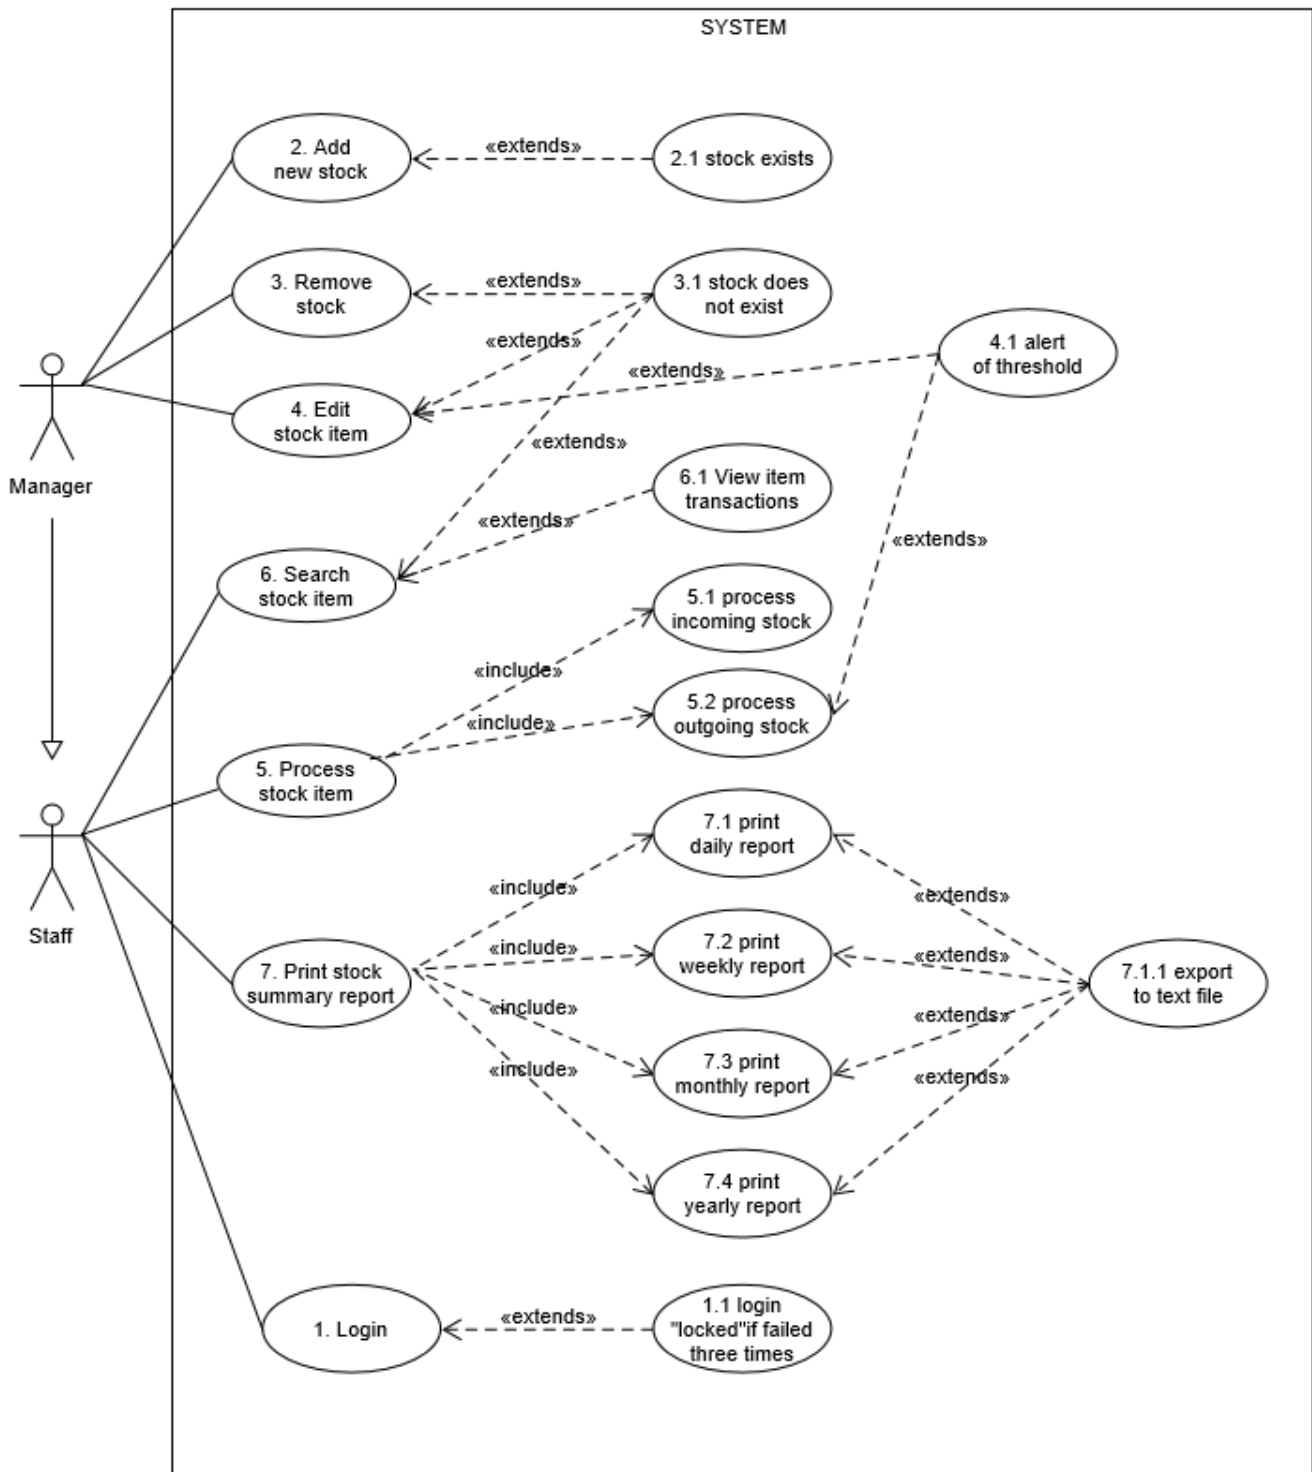 SYSTEM
2. Add
new stock
«extends»
2.1 stock exists
3. Remove
stock
«extends»
3.1 stock does
not exist
«extends»
4.1 alert
of threshold
«extends»
4. Edit
stock item
«extends»
Manager
6.1 View item
transactions
«extends»
«extends»
6. Search
stock item
5.1 process
incoming stock
«include»
5.2 process
outgoing stock
«include»
5. Process
stock item
7.1 print
daily report
«include»
«extends»
Staff
7.2 print
weekly report
«include»
«extends»
7. Print stock
summary report
7.1.1 export
to text file
«include»
«extends»
7.3 print
monthly report
«include»
«extends»
7.4 print
yearly report
1. Login
«extends»
1.1 login
"locked"if failed
three times